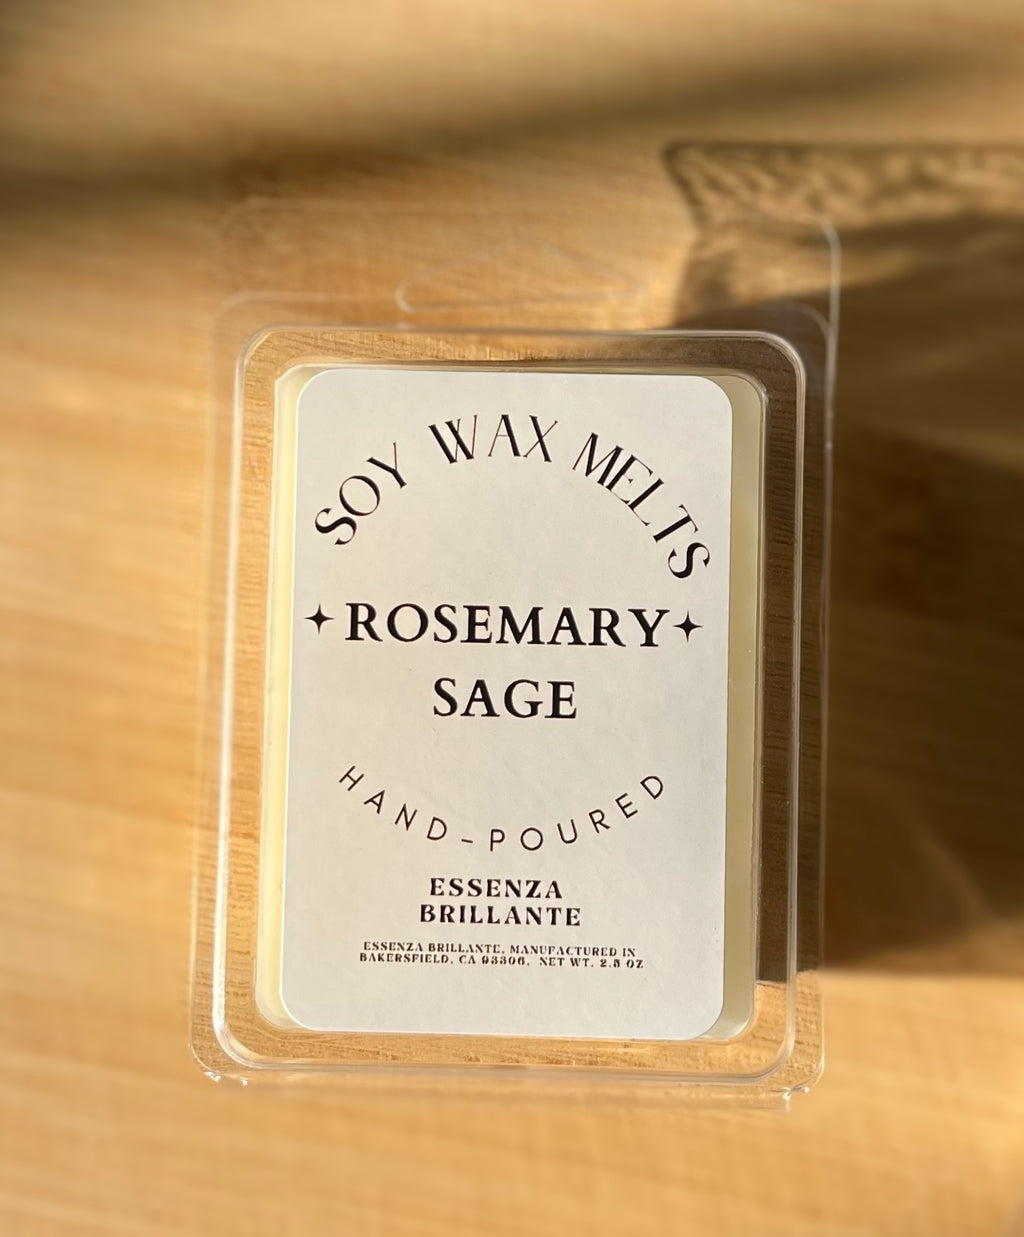 SOY WAX MELTS
ROSEMARY
SAGE
HAND-POURED
ESSENZA
BRILLANTE
ESSENZA BRILLANTE, MANUFACTURED IN
BAKERSFIELD, CA 93306, NET WT. 2.5 OZ